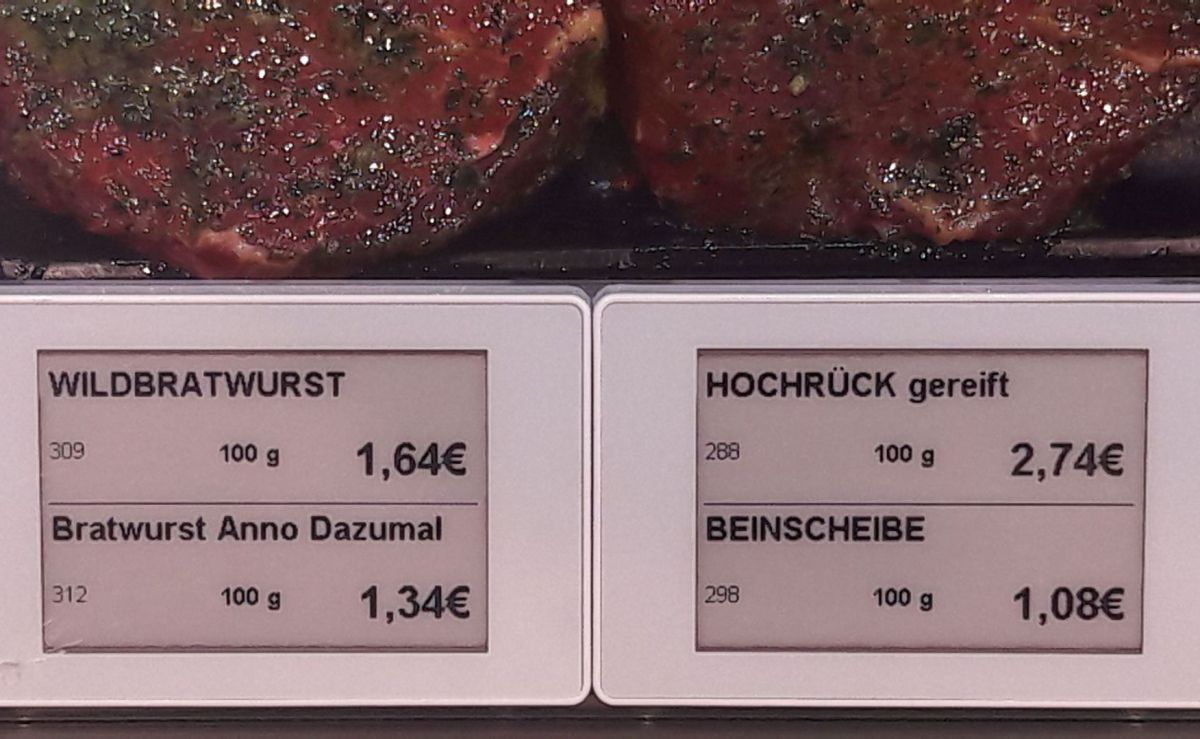 WILDBRATWURST
309 100 g 1,64€
Bratwurst Anno Dazumal
312 100 g 1,34€
HOCHRÜCK gereift
288 100 g 2,74€
BEINSCHEIBE
298 100 g 1,08€